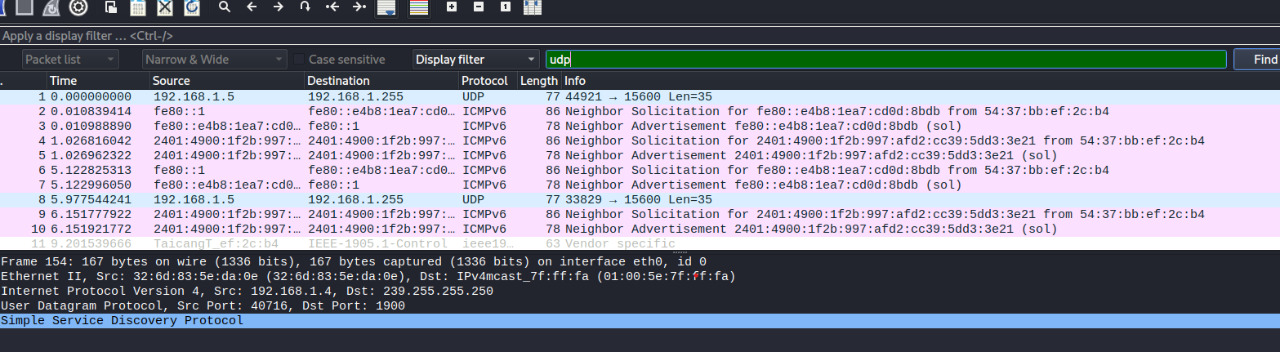 Apply a display filter ... <Ctrl-/>
Packet list Narrow & Wide Case sensitive Display filter udp Find
. Time Source Destination Protocol Length Info
1 0.000000000 192.168.1.5 192.168.1.255 UDP 77 44921 → 15600 Len=35
2 0.010839414 fe80::1 fe80::e4b8:1ea7:cd0… ICMPv6 86 Neighbor Solicitation for fe80::e4b8:1ea7:cd0d:8bdb from 54:37:bb:ef:2c:b4
3 0.010988890 fe80::e4b8:1ea7:cd0… fe80::1 ICMPv6 78 Neighbor Advertisement fe80::e4b8:1ea7:cd0d:8bdb (sol)
4 1.026816042 2401:4900:1f2b:997:… 2401:4900:1f2b:997:… ICMPv6 86 Neighbor Solicitation for 2401:4900:1f2b:997:afd2:cc39:5dd3:3e21 from 54:37:bb:ef:2c:b4
5 1.026962322 2401:4900:1f2b:997:… 2401:4900:1f2b:997:… ICMPv6 78 Neighbor Advertisement 2401:4900:1f2b:997:afd2:cc39:5dd3:3e21 (sol)
6 5.122825313 fe80::1 fe80::e4b8:1ea7:cd0… ICMPv6 86 Neighbor Solicitation for fe80::e4b8:1ea7:cd0d:8bdb from 54:37:bb:ef:2c:b4
7 5.122996050 fe80::e4b8:1ea7:cd0… fe80::1 ICMPv6 78 Neighbor Advertisement fe80::e4b8:1ea7:cd0d:8bdb (sol)
8 5.977544241 192.168.1.5 192.168.1.255 UDP 77 33829 → 15600 Len=35
9 6.151777922 2401:4900:1f2b:997:… 2401:4900:1f2b:997:… ICMPv6 86 Neighbor Solicitation for 2401:4900:1f2b:997:afd2:cc39:5dd3:3e21 from 54:37:bb:ef:2c:b4
10 6.151921772 2401:4900:1f2b:997:… 2401:4900:1f2b:997:… ICMPv6 78 Neighbor Advertisement 2401:4900:1f2b:997:afd2:cc39:5dd3:3e21 (sol)
11 9.201539666 TaicangT_ef:2c:b4 IEEE-1905.1-Control ieee19… 63 Vendor specific
Frame 154: 167 bytes on wire (1336 bits), 167 bytes captured (1336 bits) on interface eth0, id 0
Ethernet II, Src: 32:6d:83:5e:da:0e (32:6d:83:5e:da:0e), Dst: IPv4mcast_7f:ff:fa (01:00:5e:7f:ff:fa)
Internet Protocol Version 4, Src: 192.168.1.4, Dst: 239.255.255.250
User Datagram Protocol, Src Port: 40716, Dst Port: 1900
Simple Service Discovery Protocol